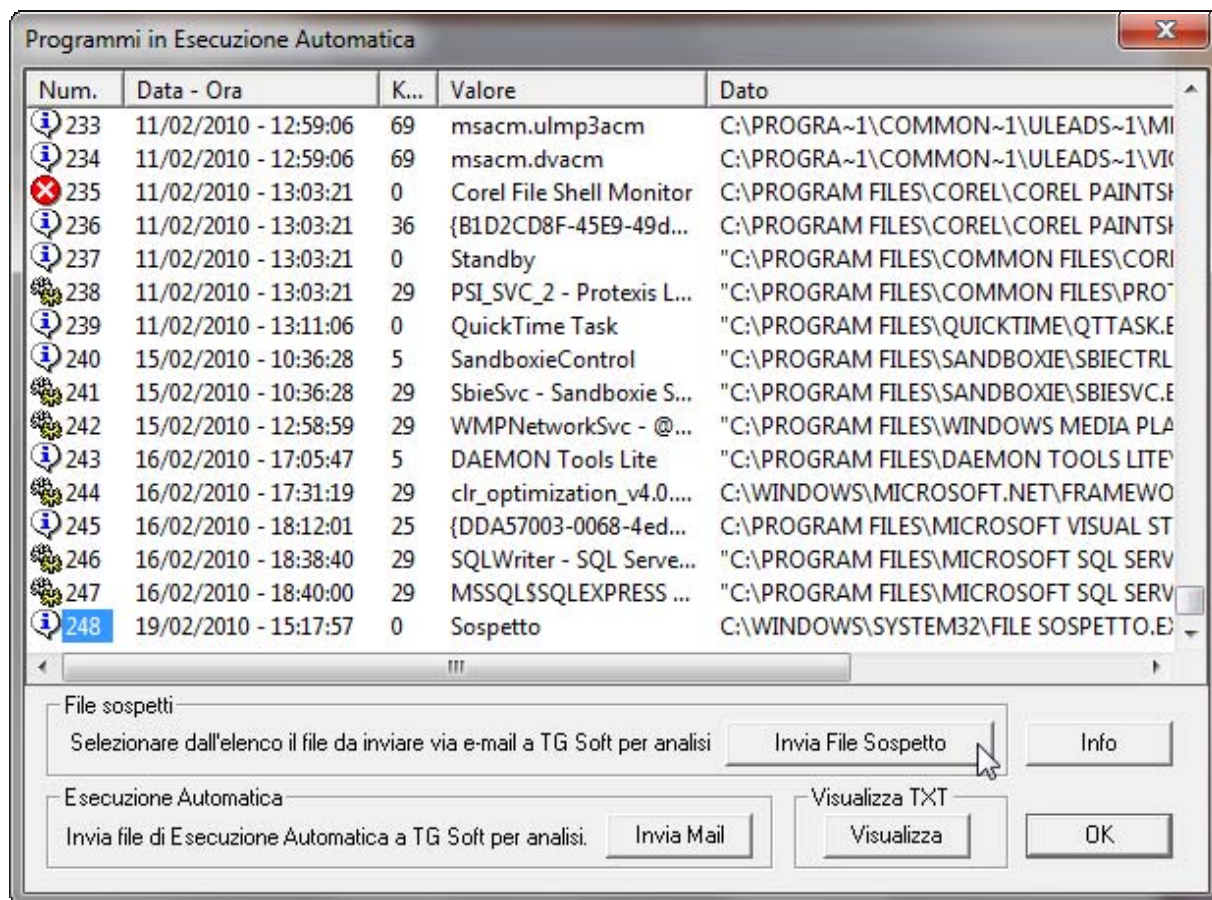 Programmi in Esecuzione Automatica
Num. Data - Ora K... Valore Dato
233 11/02/2010 - 12:59:06 69 msacm.ulmp3acm C:\PROGRA~1\COMMON~1\ULEADS~1\MI
234 11/02/2010 - 12:59:06 69 msacm.dvacm C:\PROGRA~1\COMMON~1\ULEADS~1\VI
235 11/02/2010 - 13:03:21 0 Corel File Shell Monitor C:\PROGRAM FILES\COREL\COREL PAINTSH
236 11/02/2010 - 13:03:21 36 {B1D2CD8F-45E9-49d... C:\PROGRAM FILES\COREL\COREL PAINTSH
237 11/02/2010 - 13:03:21 0 Standby "C:\PROGRAM FILES\COMMON FILES\CORE
238 11/02/2010 - 13:03:21 29 PSI_SVC_2 - Protexis L... "C:\PROGRAM FILES\COMMON FILES\PROT
239 11/02/2010 - 13:11:06 0 QuickTime Task "C:\PROGRAM FILES\QUICKTIME\QTTASK.E
240 15/02/2010 - 10:36:28 5 SandboxieControl "C:\PROGRAM FILES\SANDBOXIE\SBIECTRL
241 15/02/2010 - 10:36:28 29 SbieSvc - Sandboxie S... "C:\PROGRAM FILES\SANDBOXIE\SBIESVC.E
242 15/02/2010 - 12:58:59 29 WMPNetworkSvc - @... "C:\PROGRAM FILES\WINDOWS MEDIA PLA
243 16/02/2010 - 17:05:47 5 DAEMON Tools Lite "C:\PROGRAM FILES\DAEMON TOOLS LITE\
244 16/02/2010 - 17:31:19 29 clr_optimization_v4.0.... C:\WINDOWS\MICROSOFT.NET\FRAMEWO
245 16/02/2010 - 18:12:01 25 {DDA57003-0068-4ed... C:\PROGRAM FILES\MICROSOFT VISUAL ST
246 16/02/2010 - 18:38:40 29 SQLWriter - SQL Serve... "C:\PROGRAM FILES\MICROSOFT SQL SERV
247 16/02/2010 - 18:40:00 29 MSSQL$SQLEXPRESS ... "C:\PROGRAM FILES\MICROSOFT SQL SERV
248 19/02/2010 - 15:17:57 0 Sospetto C:\WINDOWS\SYSTEM32\FILE SOSPETTO.EX
File sospetti
Selezionare dall'elenco il file da inviare via e-mail a TG Soft per analisi Invia File Sospetto Info
Esecuzione Automatica Visualizza TXT
Invia file di Esecuzione Automatica a TG Soft per analisi. Invia Mail Visualizza OK